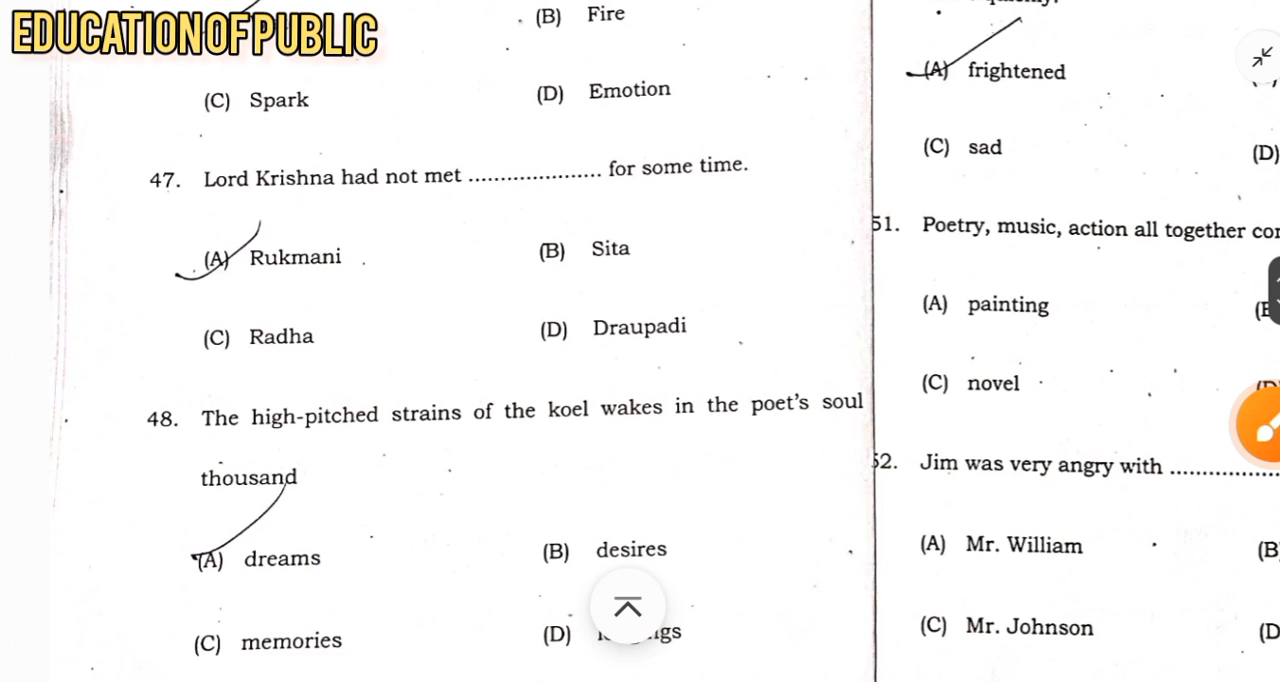 EDUCATIONOFPUBLIC
(B) Fire
(C) Spark
(D) Emotion
47. Lord Krishna had not met ..................... for some time.
(A) Rukmani
(B) Sita
(C) Radha
(D) Draupadi
48. The high-pitched strains of the koel wakes in the poet's soul
thousand
(A) dreams
(B) desires
(C) memories
(D)
(A) frightened
(C) sad
(D)
51. Poetry, music, action all together
(A) painting
(C) novel
52. Jim was very angry with .................
(A) Mr. William
(B
(C) Mr. Johnson
(D